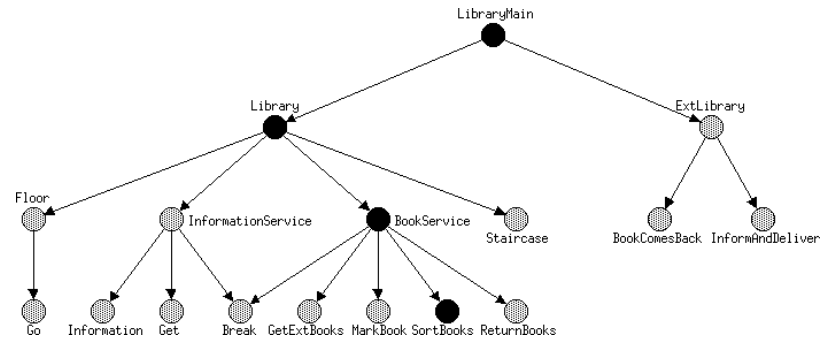 LibraryMain
Library
ExtLibrary
Floor
InformationService
BookService
Staircase
BookComesBack
InformAndDeliver
Go
Information
Get
Break
GetExtBooks
MarkBook
SortBooks
ReturnBooks